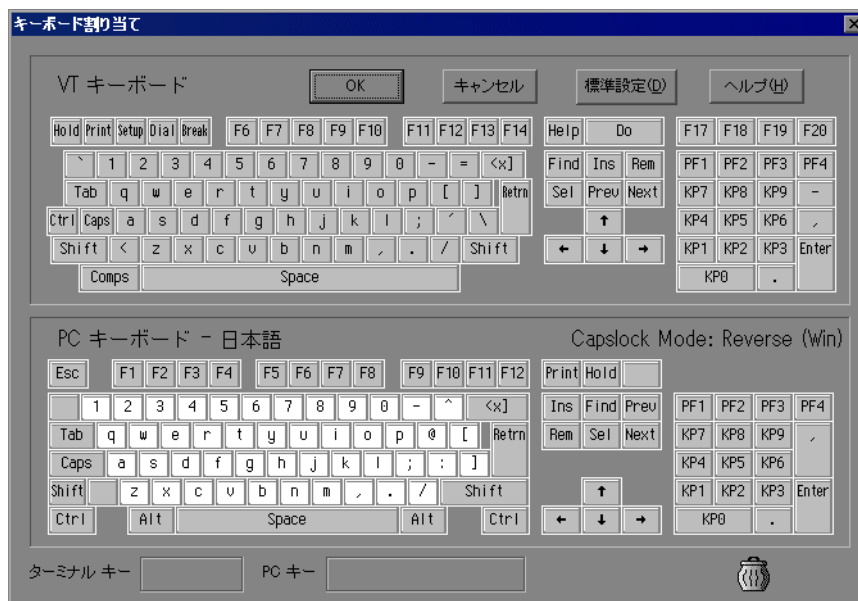 キーボード割り当て
VT キーボード OK キャンセル 標準設定(D) ヘルプ(H)
Hold Print Setup Dial Break F6 F7 F8 F9 F10 F11 F12 F13 F14 Help Do F17 F18 F19 F20
` 1 2 3 4 5 6 7 8 9 0 - = <x] Find Ins Rem PF1 PF2 PF3 PF4
Tab q w e r t y u i o p [ ] Retrn Sel Prev Next KP7 KP8 KP9 -
Ctrl Caps a s d f g h j k l ; ´ \ ↑ KP4 KP5 KP6 ,
Shift < z x c v b n m , . / Shift ← ↓ → KP1 KP2 KP3 Enter
Comps Space KP0 .
PC キーボード - 日本語 Capslock Mode: Reverse (Win)
Esc F1 F2 F3 F4 F5 F6 F7 F8 F9 F10 F11 F12 Print Hold
1 2 3 4 5 6 7 8 9 0 - ^ <x] Ins Find Prev PF1 PF2 PF3 PF4
Tab q w e r t y u i o p @ [ Retrn Rem Sel Next KP7 KP8 KP9 ,
Caps a s d f g h j k l ; : ] KP4 KP5 KP6
Shift z x c v b n m , . / Shift ↑ KP1 KP2 KP3 Enter
Ctrl Alt Space Alt Ctrl ← ↓ → KP0 .
ターミナル キー PC キー